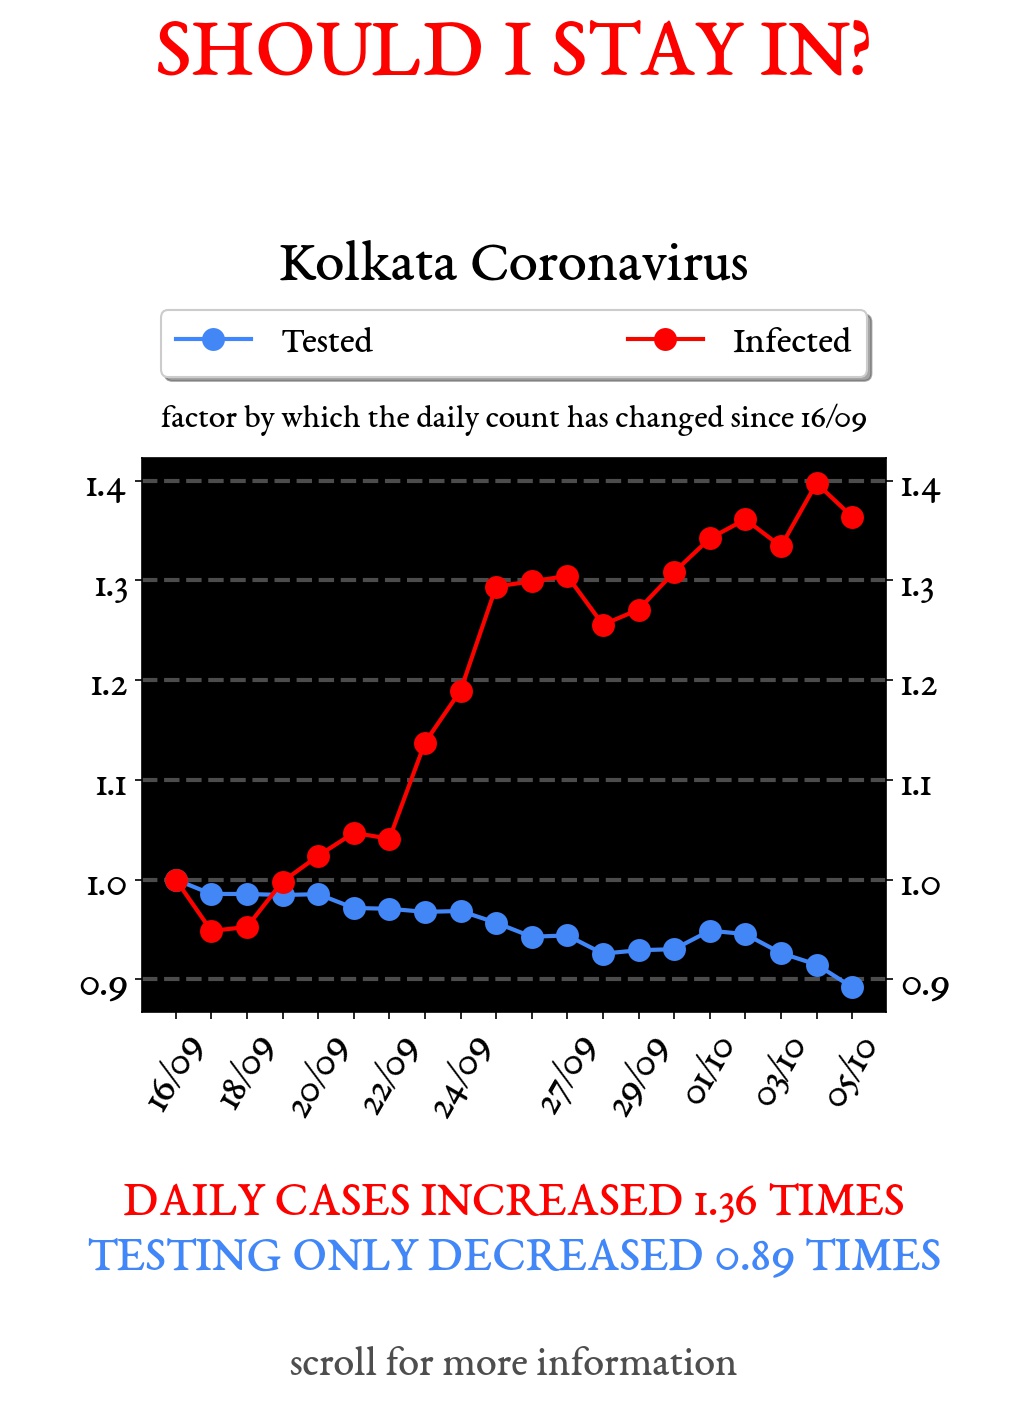 SHOULD I STAY IN?
Kolkata Coronavirus
Tested Infected
factor by which the daily count has changed since 16/09
1.4 1.4
1.3 1.3
1.2 1.2
1.1 1.1
1.0 1.0
0.9 0.9
16/09 18/09 20/09 22/09 24/09 27/09 29/09 01/10 03/10 05/10
DAILY CASES INCREASED 1.36 TIMES
TESTING ONLY DECREASED 0.89 TIMES
scroll for more information